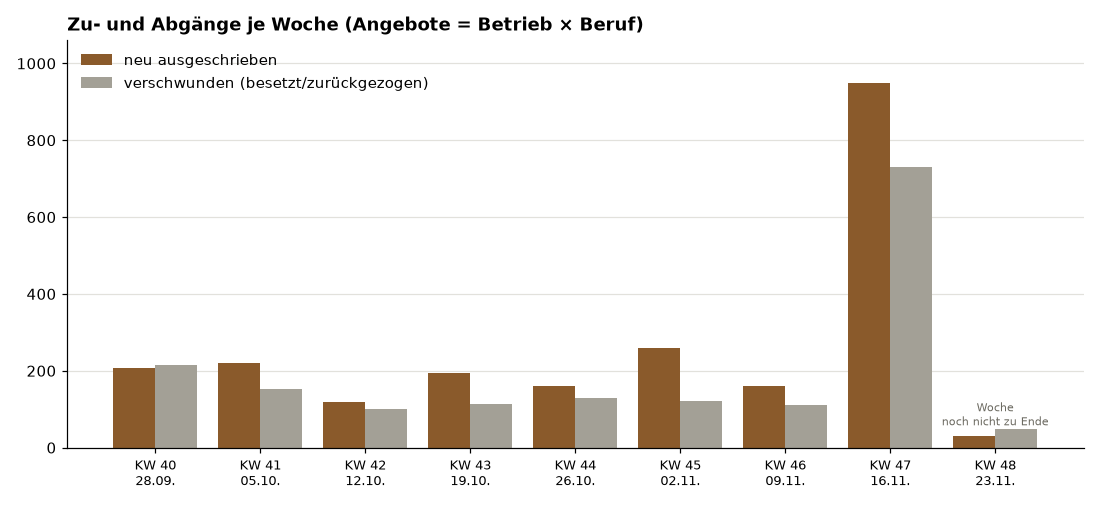 Zu- und Abgänge je Woche (Angebote = Betrieb × Beruf)
neu ausgeschrieben
verschwunden (besetzt/zurückgezogen)
1000
800
600
400
200
0
Woche
noch nicht zu Ende
KW 40
28.09.
KW 41
05.10.
KW 42
12.10.
KW 43
19.10.
KW 44
26.10.
KW 45
02.11.
KW 46
09.11.
KW 47
16.11.
KW 48
23.11.